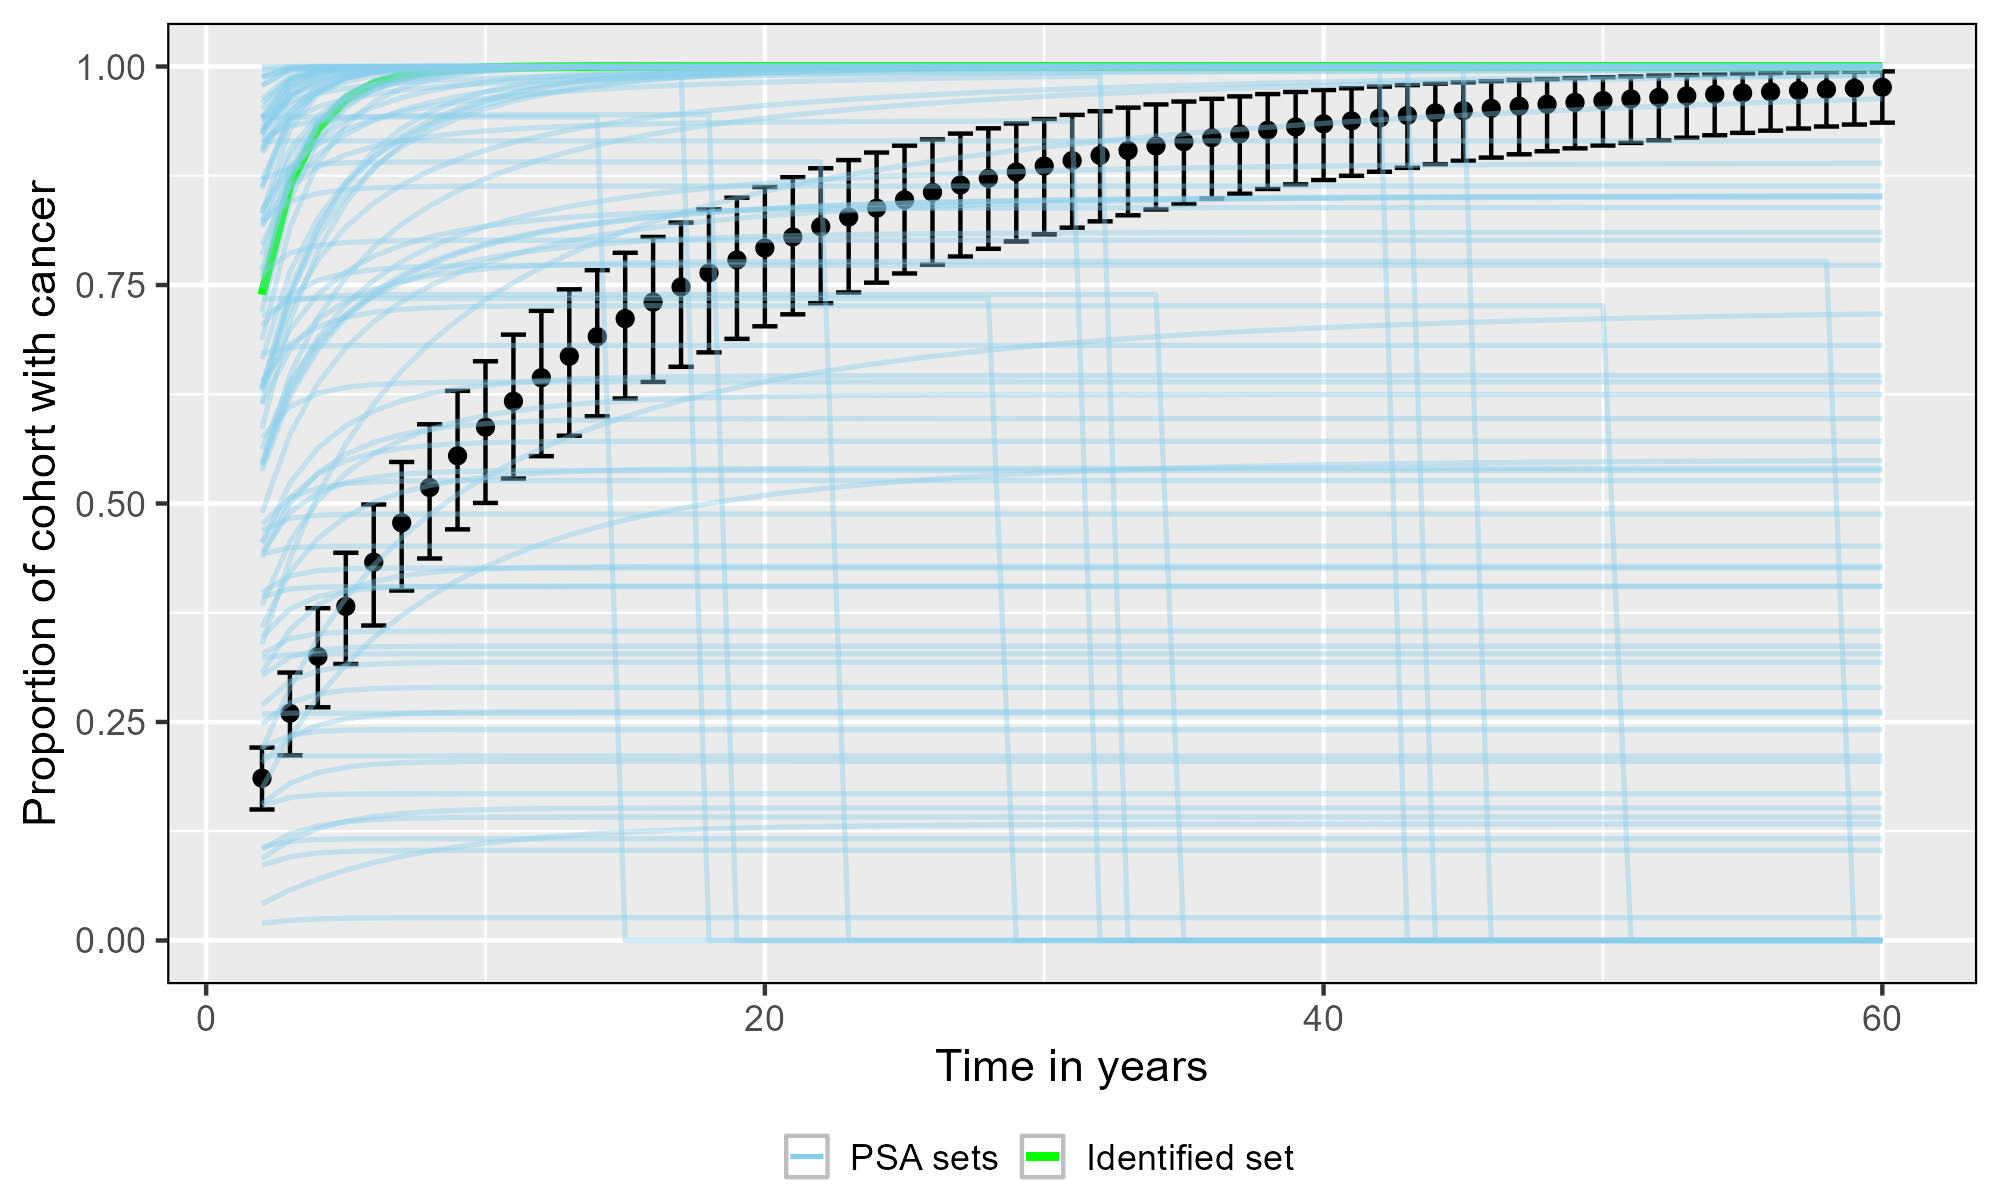 Proportion of cohort with cancer
1.00
0.75
0.50
0.25
0.00
0
20
40
60
Time in years
PSA sets
Identified set